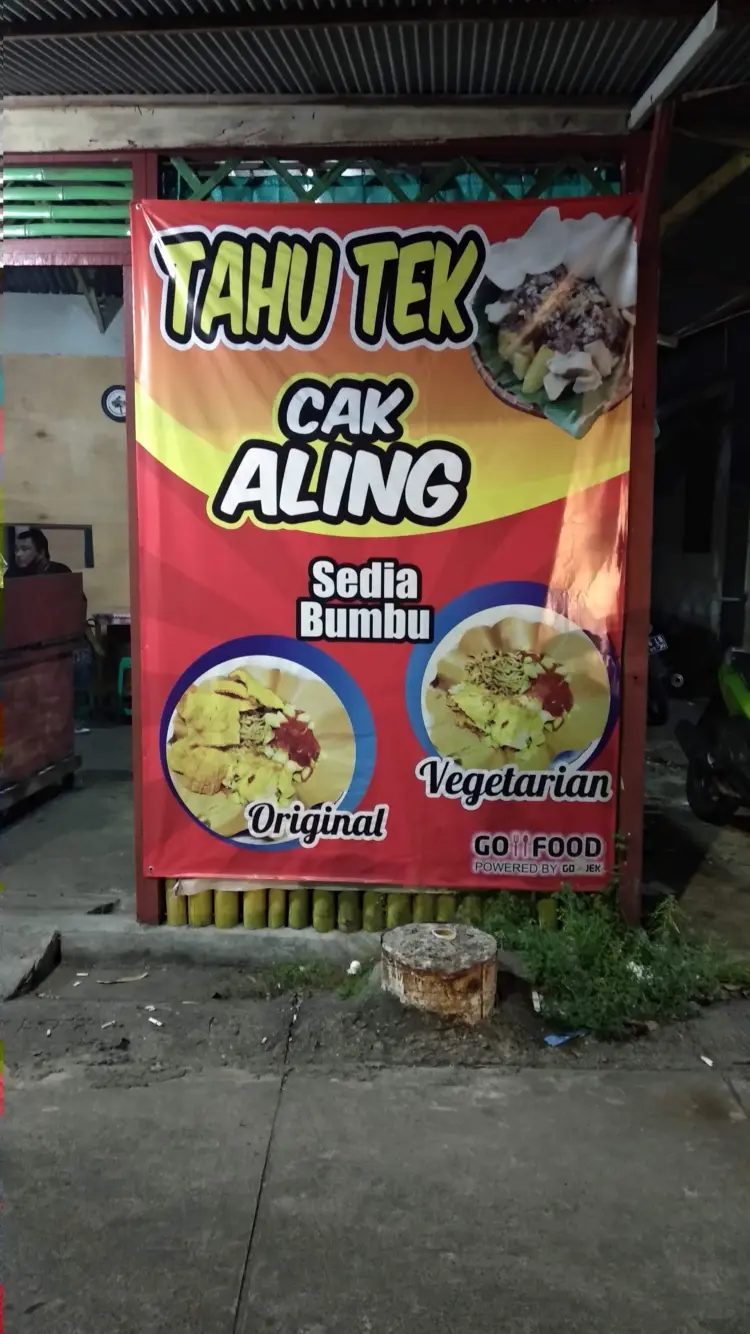 TAHU TEK
CAK
ALING
Sedia
Bumbu
Original
Vegetarian
GO FOOD
POWERED BY GO JEK